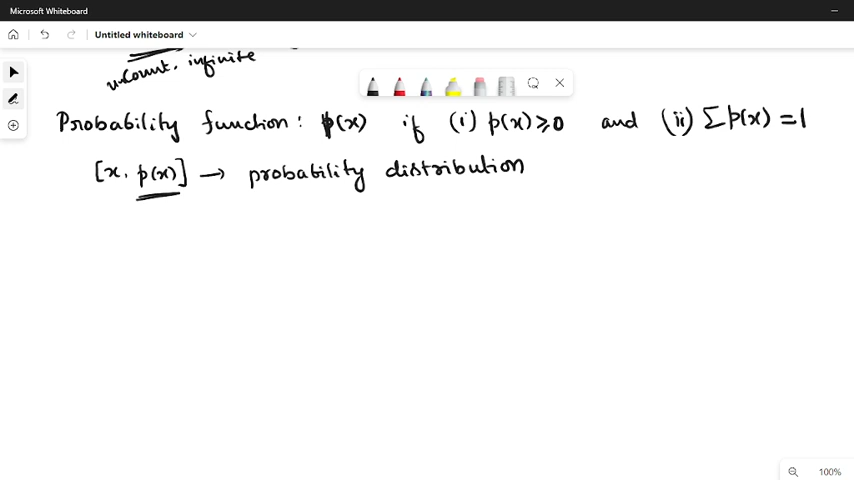 Microsoft Whiteboard
Untitled whiteboard
uncount. infinite
Probability function: p(x) if (i) p(x) ≥ 0 and (ii) Σ p(x) = 1
[x, p(x)] → probability distribution
100%